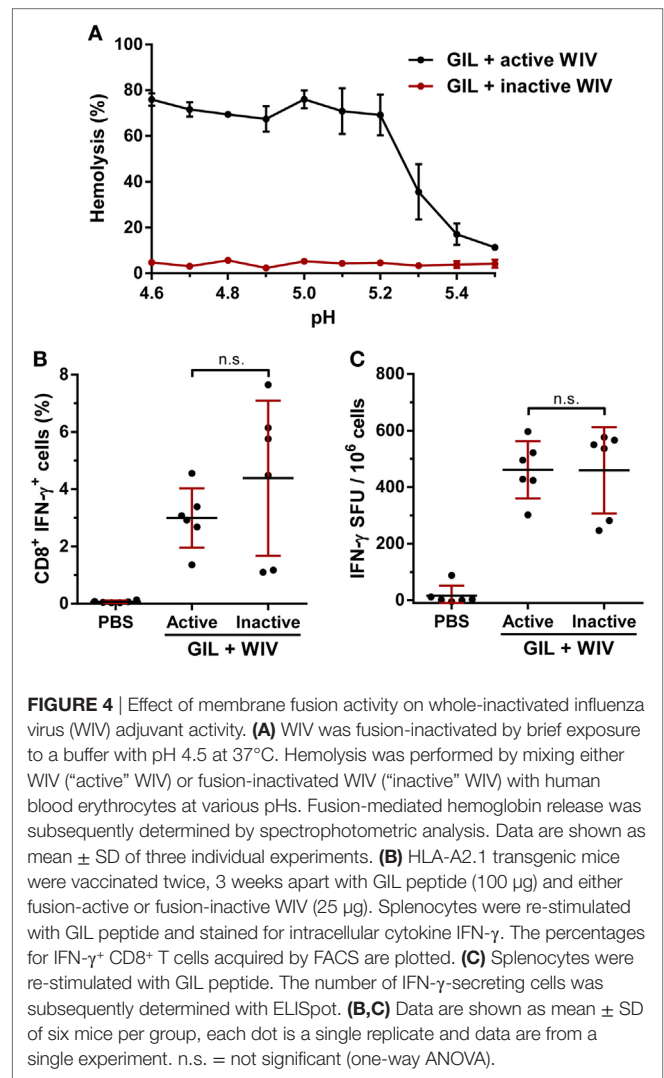 A
100
80
60
40
20
0
Hemolysis (%)
GIL + active WIV
GIL + inactive WIV
4.6 4.8 5.0 5.2 5.4
pH
B
n.s.
8
6
4
2
0
CD8+ IFN-γ+ cells (%)
PBS Active Inactive
GIL + WIV
C
n.s.
800
600
400
200
0
IFN-γ SFU / 10⁶ cells
PBS Active Inactive
GIL + WIV
FIGURE 4 | Effect of membrane fusion activity on whole-inactivated influenza
virus (WIV) adjuvant activity. (A) WIV was fusion-inactivated by brief exposure
to a buffer with pH 4.5 at 37°C. Hemolysis was performed by mixing either
WIV (“active” WIV) or fusion-inactivated WIV (“inactive” WIV) with human
blood erythrocytes at various pHs. Fusion-mediated hemoglobin release was
subsequently determined by spectrophotometric analysis. Data are shown as
mean ± SD of three individual experiments. (B) HLA-A2.1 transgenic mice
were vaccinated twice, 3 weeks apart with GIL peptide (100 μg) and either
fusion-active or fusion-inactive WIV (25 μg). Splenocytes were re-stimulated
with GIL peptide and stained for intracellular cytokine IFN-γ. The percentages
for IFN-γ+ CD8+ T cells acquired by FACS are plotted. (C) Splenocytes were
re-stimulated with GIL peptide. The number of IFN-γ-secreting cells was
subsequently determined with ELISpot. (B,C) Data are shown as mean ± SD
of six mice per group, each dot is a single replicate and data are from a
single experiment. n.s. = not significant (one-way ANOVA).